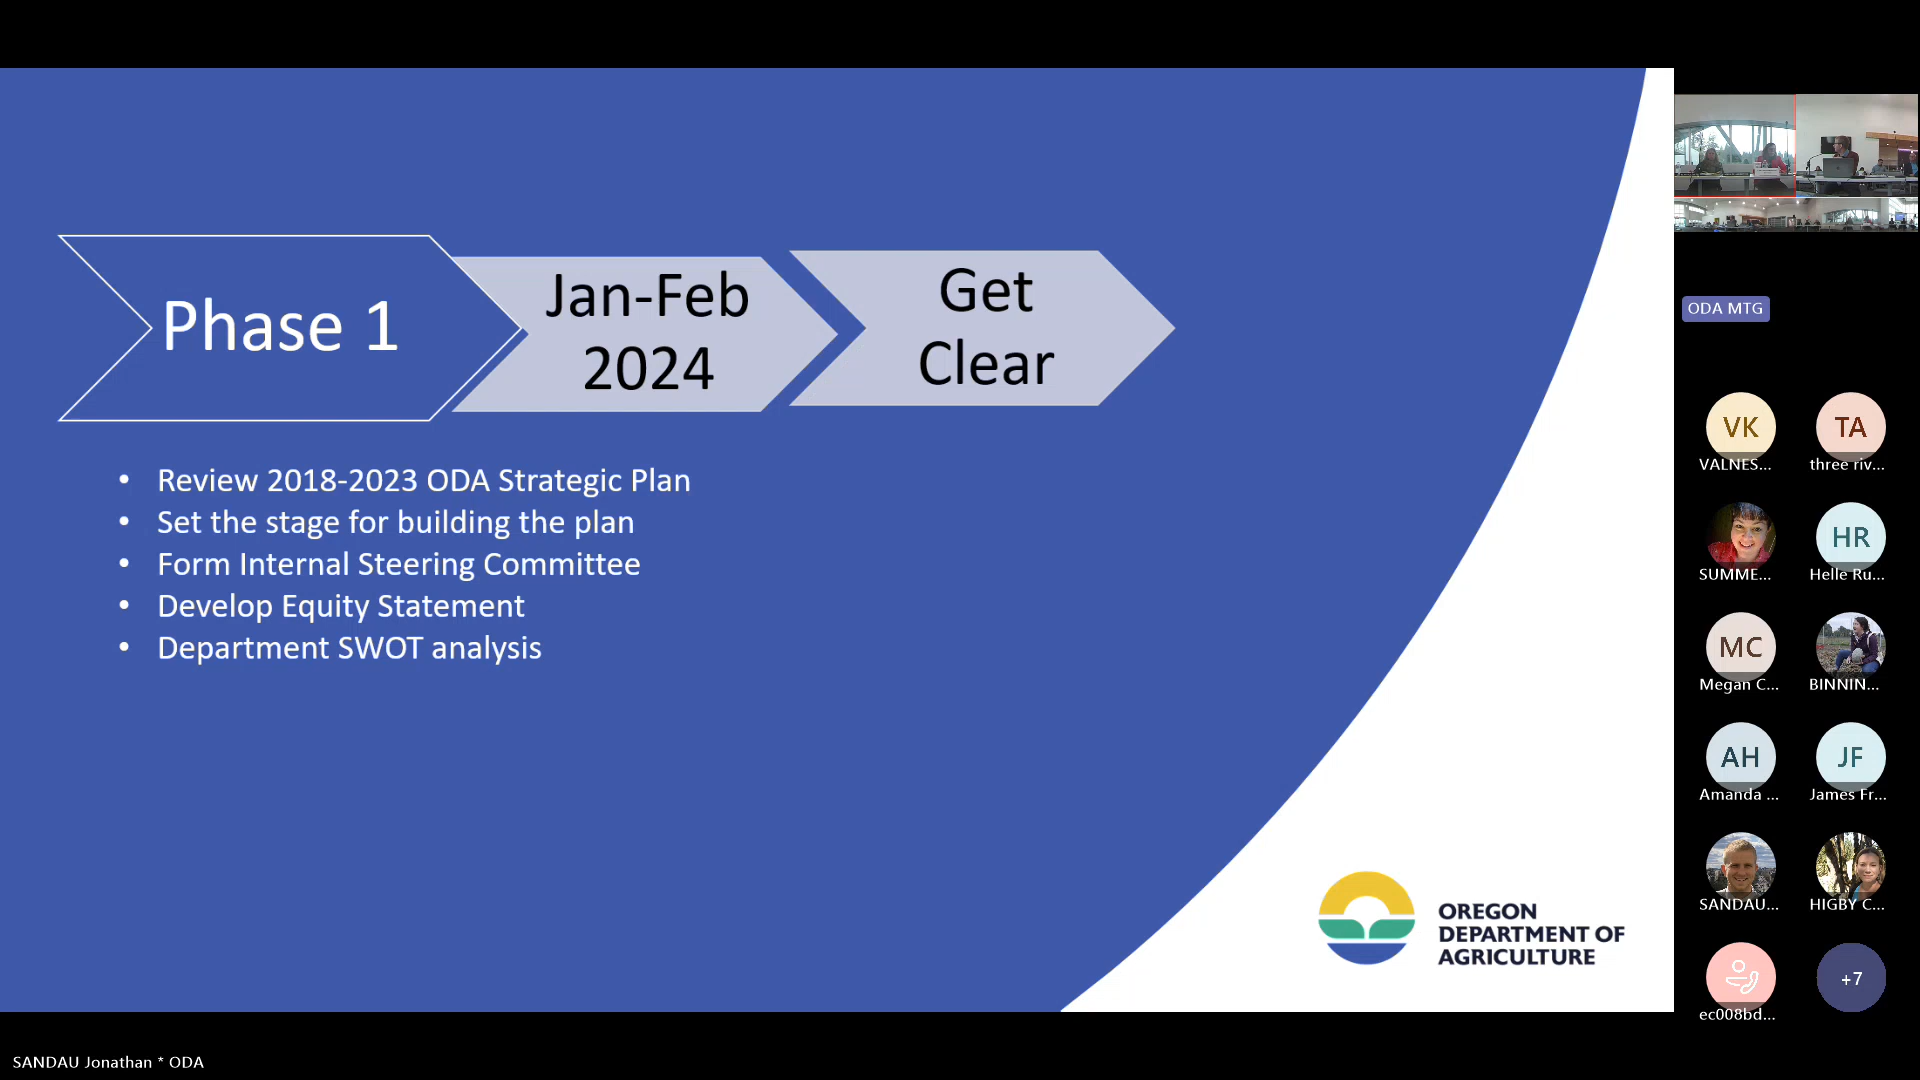 Phase 1
Jan-Feb
2024
Get
Clear
• Review 2018-2023 ODA Strategic Plan
• Set the stage for building the plan
• Form Internal Steering Committee
• Develop Equity Statement
• Department SWOT analysis
OREGON
DEPARTMENT OF
AGRICULTURE
ODA MTG
VK
VALNES...
TA
three riv...
SUMME...
HR
Helle Ru...
MC
Megan C...
BINNIN...
AH
Amanda ...
JF
James Fr...
SANDAU...
HIGBY C...
ec008bd...
+7
SANDAU Jonathan * ODA